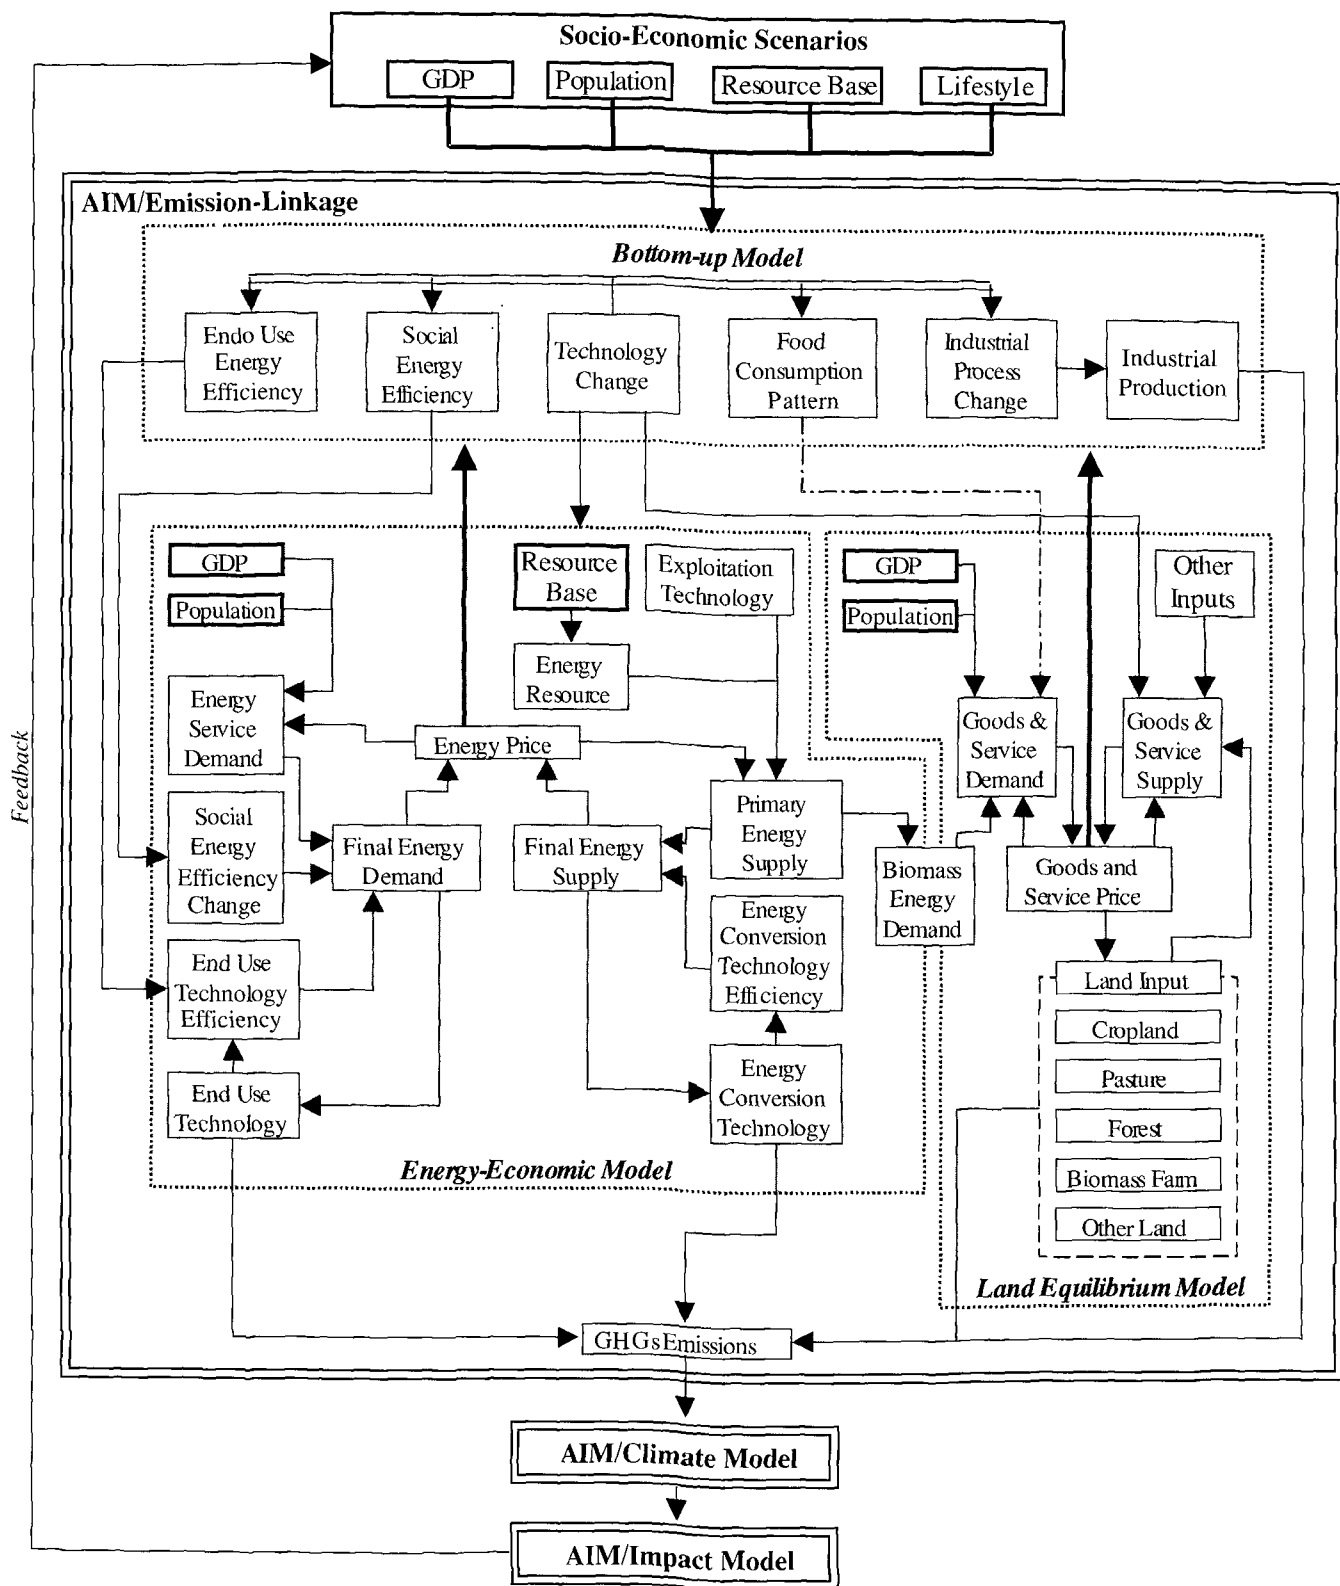 Socio-Economic Scenarios
GDP
Population
Resource Base
Lifestyle
AIM/Emission-Linkage
Bottom-up Model
Endo Use
Energy
Efficiency
Social
Energy
Efficiency
Technology
Change
Food
Consumption
Pattern
Industrial
Process
Change
Industrial
Production
GDP
Population
Resource
Base
Exploitation
Technology
Energy
Resource
Energy
Service
Demand
Energy Price
Social
Energy
Efficiency
Change
Final Energy
Demand
Final Energy
Supply
Primary
Energy
Supply
Energy
Conversion
Technology
Efficiency
End Use
Technology
Efficiency
End Use
Technology
Energy
Conversion
Technology
Energy-Economic Model
Biomass
Energy
Demand
GDP
Population
Other
Inputs
Goods &
Service
Demand
Goods &
Service
Supply
Goods and
Service Price
Land Input
Cropland
Pasture
Forest
Biomass Farm
Other Land
Land Equilibrium Model
GHGs Emissions
AIM/Climate Model
AIM/Impact Model
Feedback